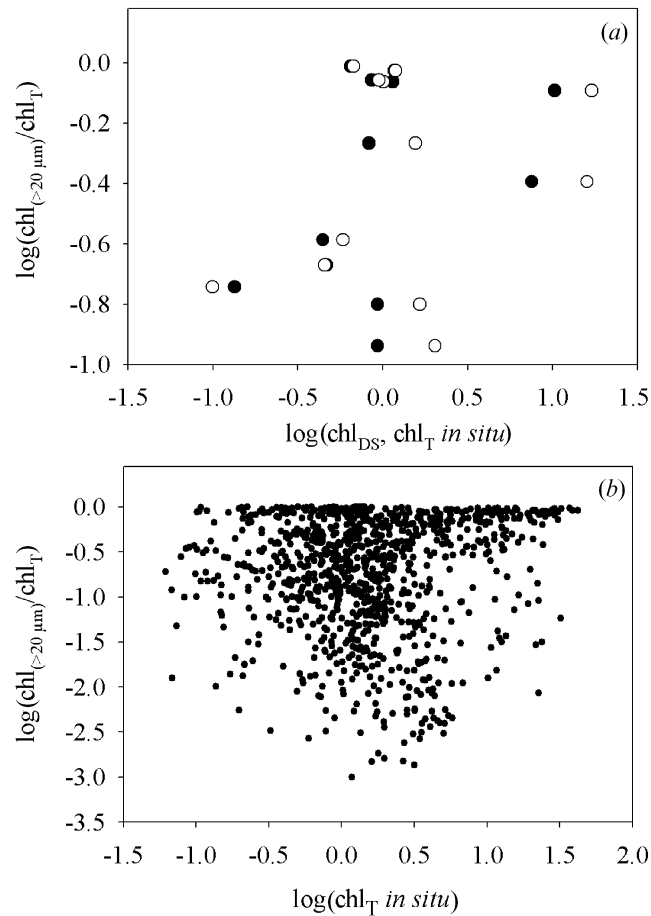 (a)
0.0
-0.2
-0.4
-0.6
-0.8
-1.0
log(chl(>20 μm)/chlT)
-1.5 -1.0 -0.5 0.0 0.5 1.0 1.5
log(chlDS, chlT in situ)
(b)
0.0
-0.5
-1.0
-1.5
-2.0
-2.5
-3.0
-3.5
log(chl(>20 μm)/chlT)
-1.5 -1.0 -0.5 0.0 0.5 1.0 1.5 2.0
log(chlT in situ)